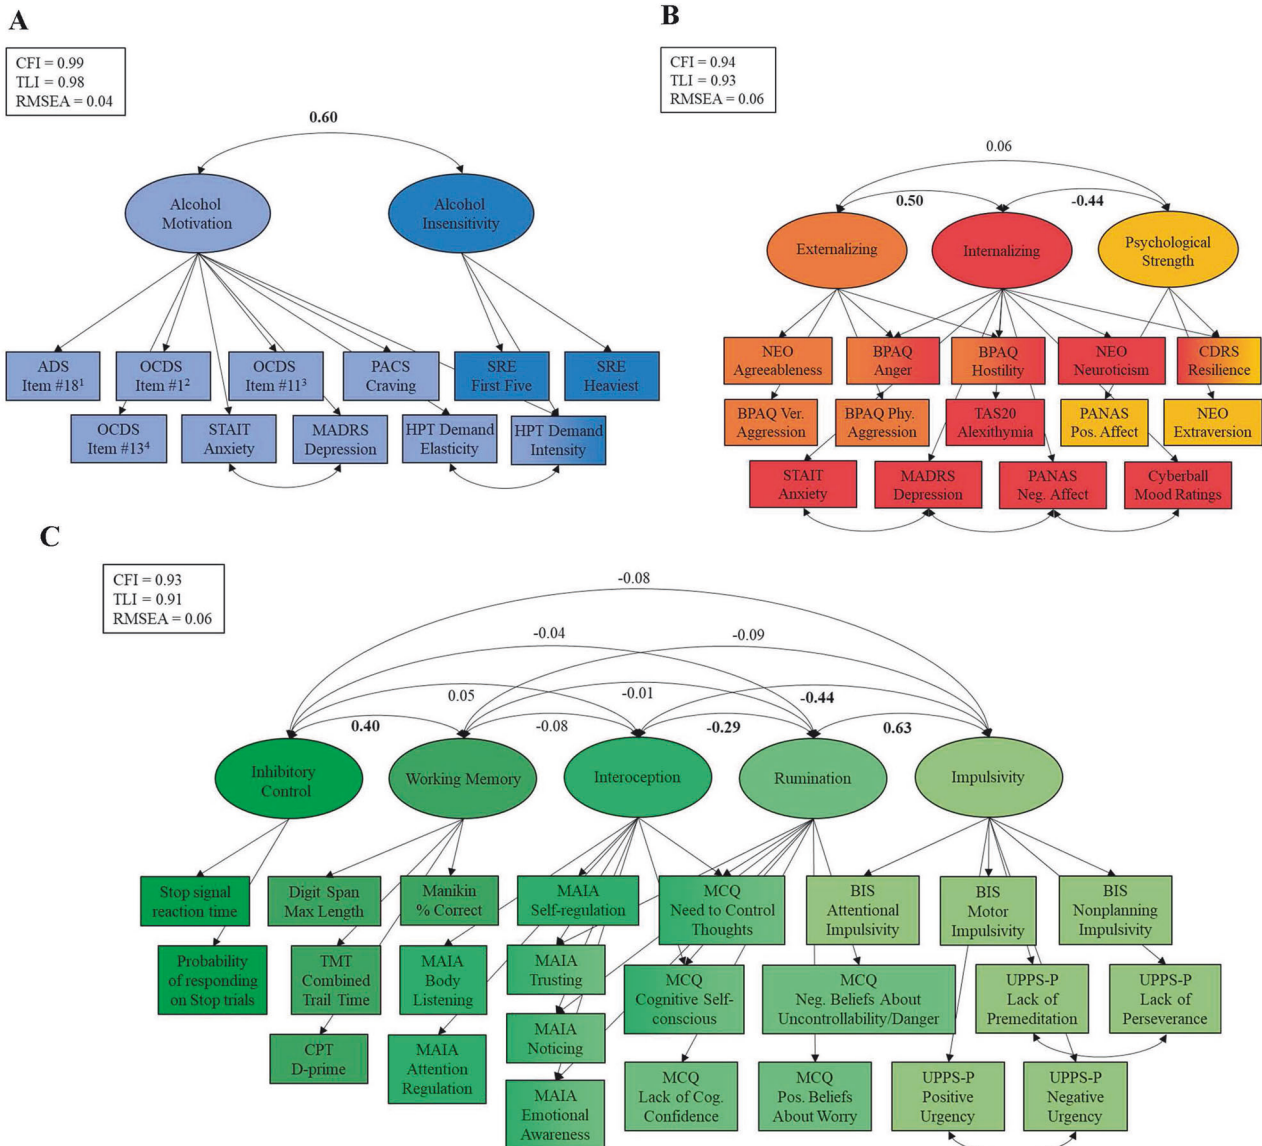 A
CFI = 0.99
TLI = 0.98
RMSEA = 0.04
0.60
Alcohol
Motivation
Alcohol
Insensitivity
ADS
Item #18¹
OCDS
Item #1²
OCDS
Item #11³
PACS
Craving
SRE
First Five
SRE
Heaviest
OCDS
Item #13⁴
STAIT
Anxiety
MADRS
Depression
HPT Demand
Elasticity
HPT Demand
Intensity
B
CFI = 0.94
TLI = 0.93
RMSEA = 0.06
0.06
0.50
-0.44
Externalizing
Internalizing
Psychological
Strength
NEO
Agreeableness
BPAQ
Anger
BPAQ
Hostility
NEO
Neuroticism
CDRS
Resilience
BPAQ Ver.
Aggression
BPAQ Phy.
Aggression
TAS20
Alexithymia
PANAS
Pos. Affect
NEO
Extraversion
STAIT
Anxiety
MADRS
Depression
PANAS
Neg. Affect
Cyberball
Mood Ratings
C
CFI = 0.93
TLI = 0.91
RMSEA = 0.06
-0.08
-0.04
-0.09
0.05
-0.01
-0.44
0.40
-0.08
-0.29
0.63
Inhibitory
Control
Working Memory
Interoception
Rumination
Impulsivity
Stop signal
reaction time
Digit Span
Max Length
Manikin
% Correct
MAIA
Self-regulation
MCQ
Need to Control
Thoughts
BIS
Attentional
Impulsivity
BIS
Motor
Impulsivity
BIS
Nonplanning
Impulsivity
Probability
of responding
on Stop trials
TMT
Combined
Trail Time
MAIA
Body
Listening
MAIA
Trusting
MCQ
Cognitive Self-
conscious
MCQ
Neg. Beliefs About
Uncontrollability/Danger
UPPS-P
Lack of
Premeditation
UPPS-P
Lack of
Perseverance
CPT
D-prime
MAIA
Attention
Regulation
MAIA
Noticing
MAIA
Emotional
Awareness
MCQ
Lack of Cog.
Confidence
MCQ
Pos. Beliefs
About Worry
UPPS-P
Positive
Urgency
UPPS-P
Negative
Urgency